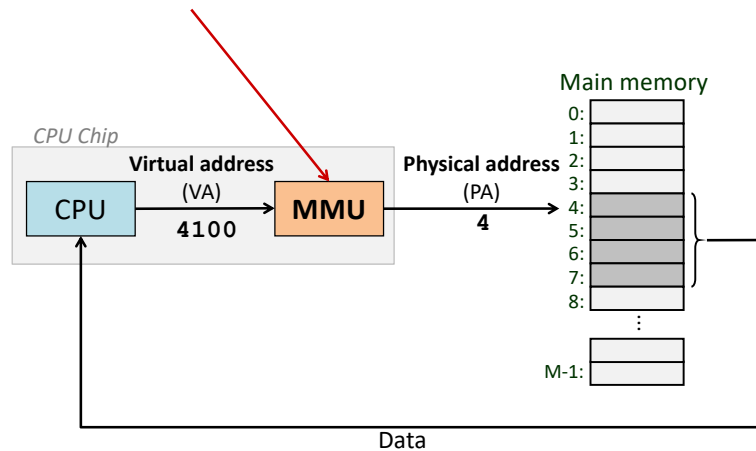 Main memory
0:
1:
2:
3:
4:
5:
6:
7:
8:
...
M-1:
CPU Chip
Virtual address
(VA)
4100
CPU
MMU
Physical address
(PA)
4
Data